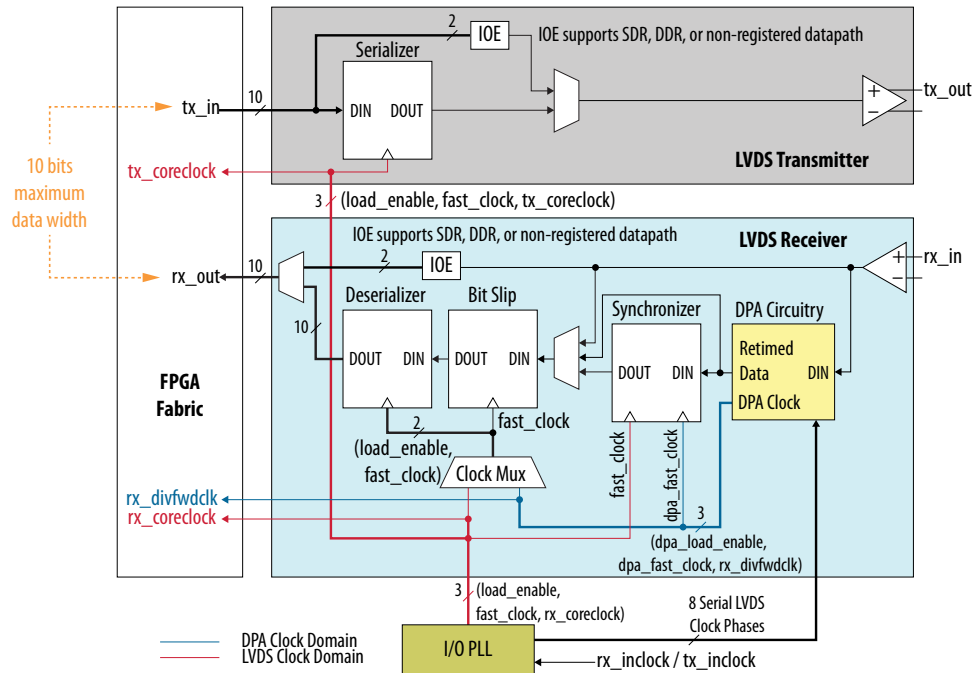 2
IOE
IOE supports SDR, DDR, or non-registered datapath
Serializer
tx_in
10
DIN
DOUT
+
−
tx_out
10 bits
maximum
data width
tx_coreclock
LVDS Transmitter
3
(load_enable, fast_clock, tx_coreclock)
IOE supports SDR, DDR, or non-registered datapath
LVDS Receiver
2
IOE
+
−
rx_in
rx_out
10
Deserializer
Bit Slip
Synchronizer
DPA Circuitry
10
DOUT
DIN
DOUT
DIN
DOUT
DIN
Retimed
Data
DIN
DPA Clock
FPGA
Fabric
2
fast_clock
(load_enable,
fast_clock)
Clock Mux
fast_clock
dpa_fast_clock
rx_divfwdclk
rx_coreclock
3
(dpa_load_enable,
dpa_fast_clock, rx_divfwdclk)
3
(load_enable,
fast_clock, rx_coreclock)
8 Serial LVDS
Clock Phases
DPA Clock Domain
LVDS Clock Domain
I/O PLL
rx_inclock / tx_inclock